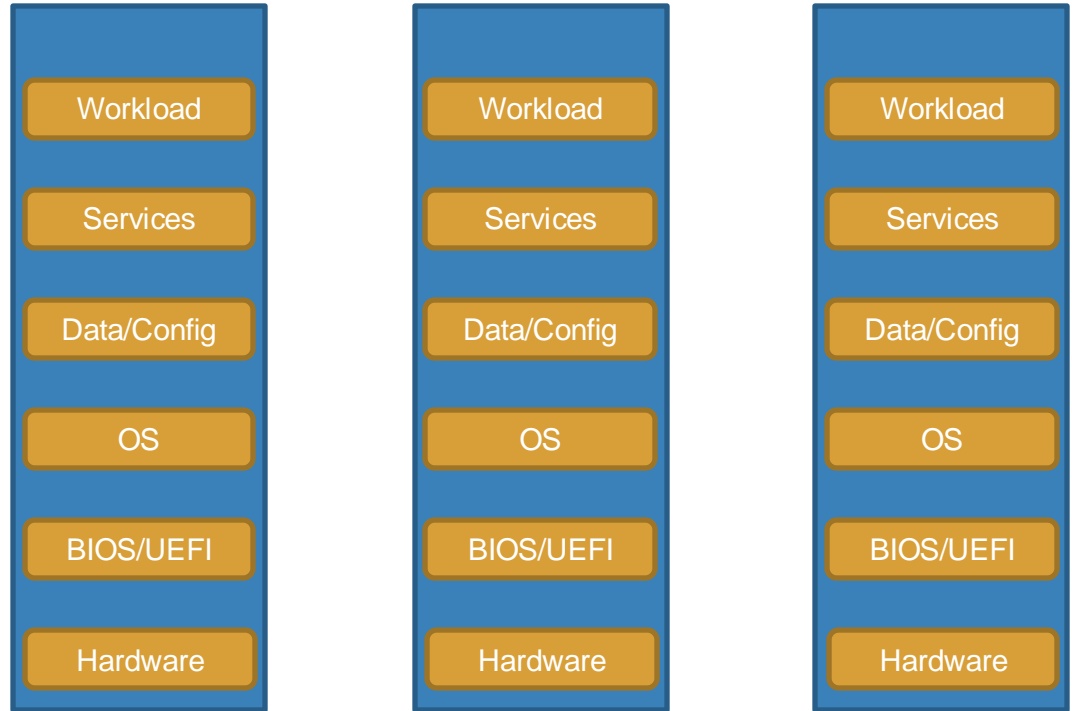 Workload
Services
Data/Config
OS
BIOS/UEFI
Hardware
Workload
Services
Data/Config
OS
BIOS/UEFI
Hardware
Workload
Services
Data/Config
OS
BIOS/UEFI
Hardware